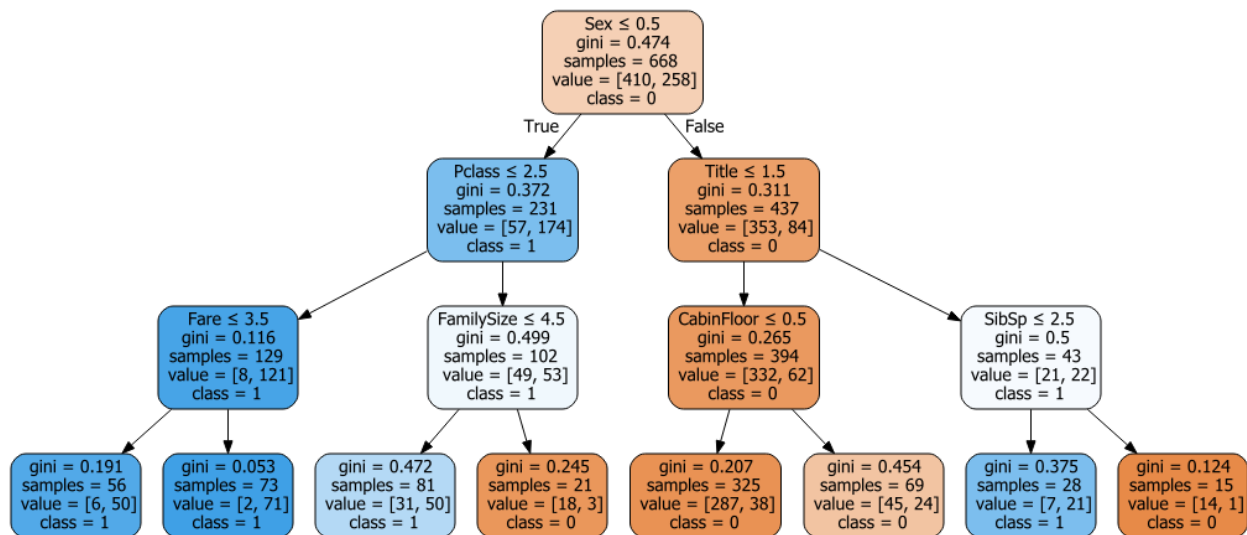 Sex ≤ 0.5
gini = 0.474
samples = 668
value = [410, 258]
class = 0
True
False
Pclass ≤ 2.5
gini = 0.372
samples = 231
value = [57, 174]
class = 1
Title ≤ 1.5
gini = 0.311
samples = 437
value = [353, 84]
class = 0
Fare ≤ 3.5
gini = 0.116
samples = 129
value = [8, 121]
class = 1
FamilySize ≤ 4.5
gini = 0.499
samples = 102
value = [49, 53]
class = 1
CabinFloor ≤ 0.5
gini = 0.265
samples = 394
value = [332, 62]
class = 0
SibSp ≤ 2.5
gini = 0.5
samples = 43
value = [21, 22]
class = 1
gini = 0.191
samples = 56
value = [6, 50]
class = 1
gini = 0.053
samples = 73
value = [2, 71]
class = 1
gini = 0.472
samples = 81
value = [31, 50]
class = 1
gini = 0.245
samples = 21
value = [18, 3]
class = 0
gini = 0.207
samples = 325
value = [287, 38]
class = 0
gini = 0.454
samples = 69
value = [45, 24]
class = 0
gini = 0.375
samples = 28
value = [7, 21]
class = 1
gini = 0.124
samples = 15
value = [14, 1]
class = 0